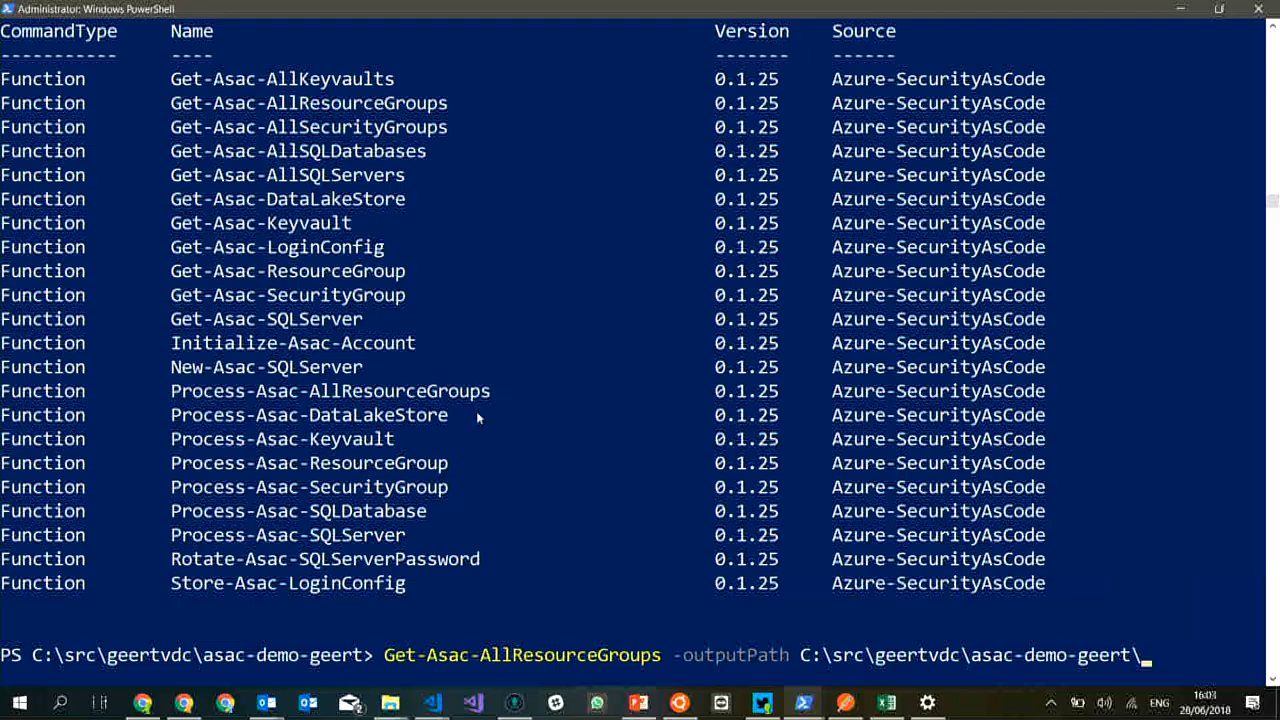 Administrator: Windows PowerShell
CommandType Name Version Source
----------- ---- ------- ------
Function Get-Asac-AllKeyvaults 0.1.25 Azure-SecurityAsCode
Function Get-Asac-AllResourceGroups 0.1.25 Azure-SecurityAsCode
Function Get-Asac-AllSecurityGroups 0.1.25 Azure-SecurityAsCode
Function Get-Asac-AllSQLDatabases 0.1.25 Azure-SecurityAsCode
Function Get-Asac-AllSQLServers 0.1.25 Azure-SecurityAsCode
Function Get-Asac-DataLakeStore 0.1.25 Azure-SecurityAsCode
Function Get-Asac-Keyvault 0.1.25 Azure-SecurityAsCode
Function Get-Asac-LoginConfig 0.1.25 Azure-SecurityAsCode
Function Get-Asac-ResourceGroup 0.1.25 Azure-SecurityAsCode
Function Get-Asac-SecurityGroup 0.1.25 Azure-SecurityAsCode
Function Get-Asac-SQLServer 0.1.25 Azure-SecurityAsCode
Function Initialize-Asac-Account 0.1.25 Azure-SecurityAsCode
Function New-Asac-SQLServer 0.1.25 Azure-SecurityAsCode
Function Process-Asac-AllResourceGroups 0.1.25 Azure-SecurityAsCode
Function Process-Asac-DataLakeStore 0.1.25 Azure-SecurityAsCode
Function Process-Asac-Keyvault 0.1.25 Azure-SecurityAsCode
Function Process-Asac-ResourceGroup 0.1.25 Azure-SecurityAsCode
Function Process-Asac-SecurityGroup 0.1.25 Azure-SecurityAsCode
Function Process-Asac-SQLDatabase 0.1.25 Azure-SecurityAsCode
Function Process-Asac-SQLServer 0.1.25 Azure-SecurityAsCode
Function Rotate-Asac-SQLServerPassword 0.1.25 Azure-SecurityAsCode
Function Store-Asac-LoginConfig 0.1.25 Azure-SecurityAsCode
PS C:\src\geertvdc\asac-demo-geert> Get-Asac-AllResourceGroups -outputPath C:\src\geertvdc\asac-demo-geert\_
ENG
16:03
28/06/2018